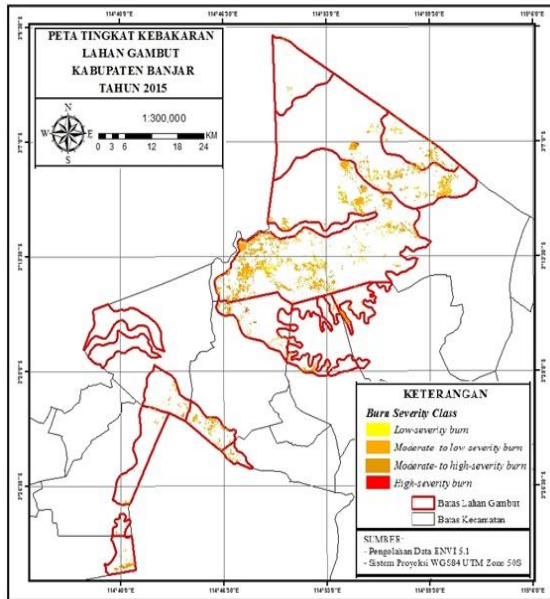 PETA TINGKAT KEBAKARAN
LAHAN GAMBUT
KABUPATEN BANJAR
TAHUN 2015
N
W E
S
1:300,000
0 3 6 12 18 24 KM
KETERANGAN
Burn Severity Class
Low-severity burn
Moderate- to low-severity burn
Moderate- to high-severity burn
High-severity burn
Batas Lahan Gambut
Batas Kecamatan
SUMBER:
- Pengolahan Data ENVI 5.1
- Sistem Proyeksi WGS84 UTM Zone 50S